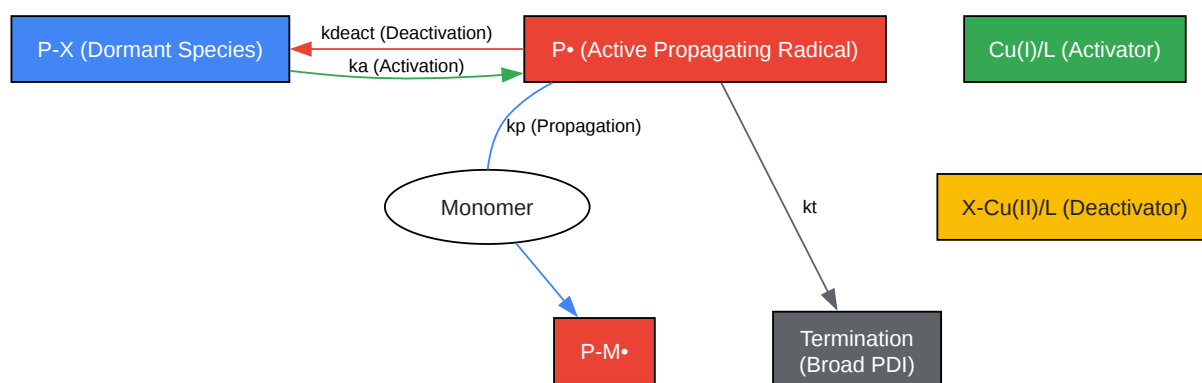 kdeact (Deactivation)
P-X (Dormant Species)
P• (Active Propagating Radical)
Cu(I)/L (Activator)
ka (Activation)
kp (Propagation)
Monomer
kt
X-Cu(II)/L (Deactivator)
P-M•
Termination
(Broad PDI)